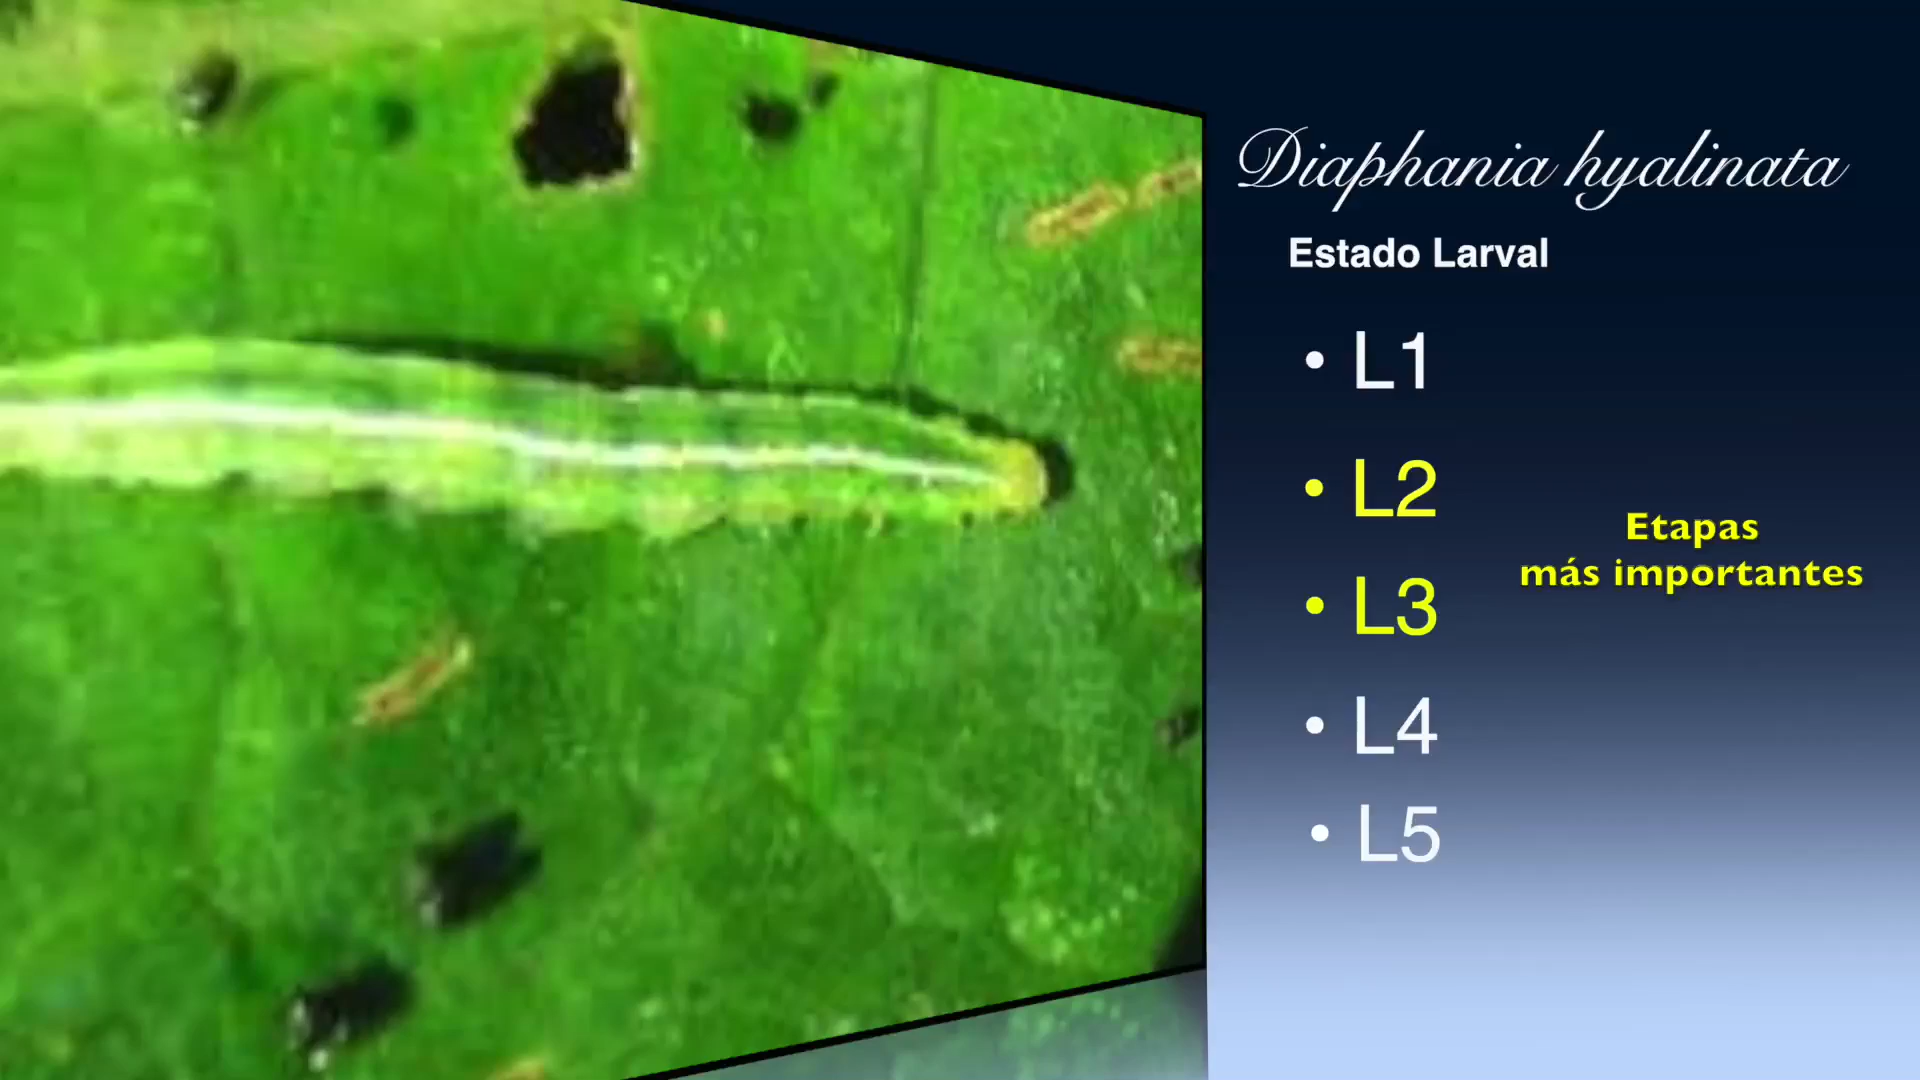 Diaphania hyalinata
Estado Larval
• L1
• L2
• L3
Etapas
más importantes
• L4
• L5